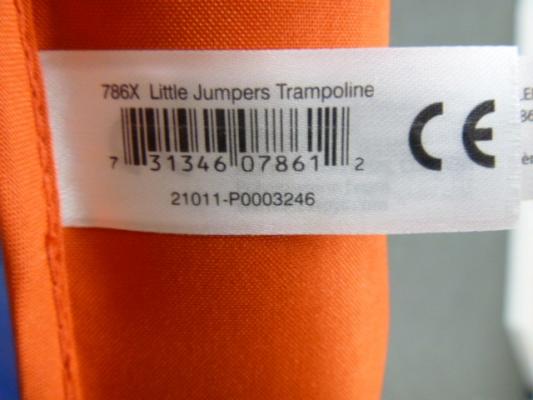 786X Little Jumpers Trampoline
CE
7 31346 07861 2
21011-P0003246